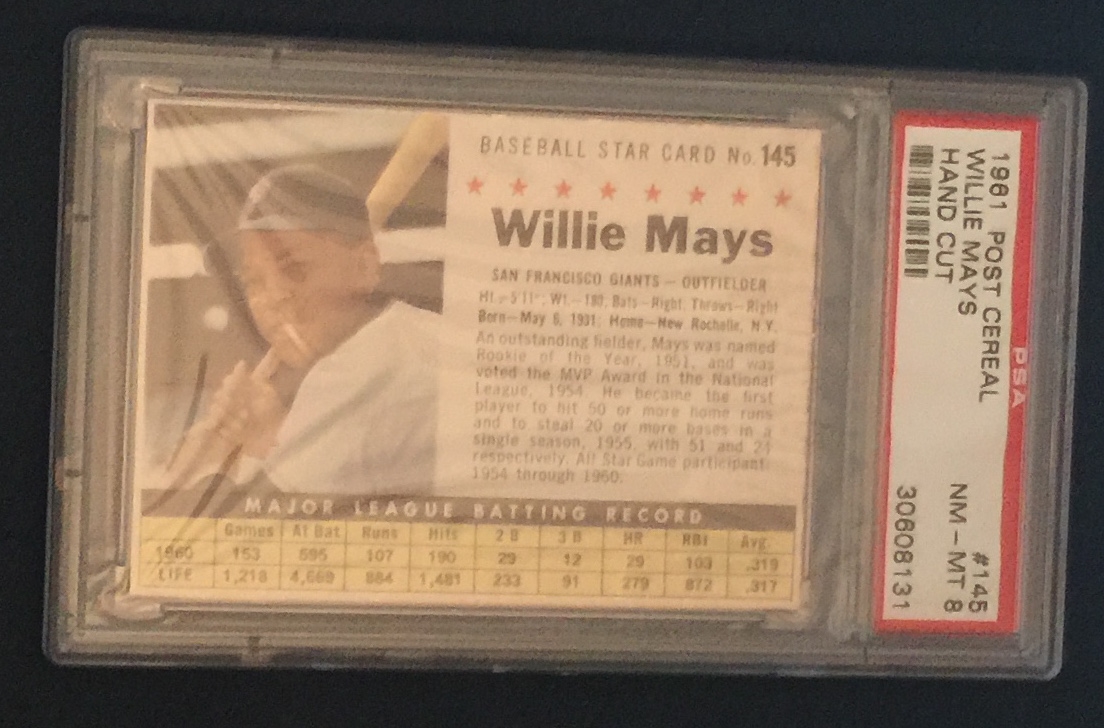 BASEBALL STAR CARD No. 145
Willie Mays
SAN FRANCISCO GIANTS — OUTFIELDER
Ht.—5'11"; Wt.—180; Bats—Right; Throws—Right
Born—May 6, 1931; Home—New Rochelle, N.Y.
An outstanding fielder, Mays was named
Rookie of the Year, 1951, and was
voted the MVP Award in the National
League, 1954. He became the first
player to hit 50 or more home runs
and to steal 20 or more bases in a
single season, 1955, with 51 and 24
respectively. All Star Game participant:
1954 through 1960.
MAJOR LEAGUE BATTING RECORD
Games At Bat Runs Hits 2 B 3 B HR RBI Avg.
1960 153 595 107 190 29 12 29 103 .319
LIFE 1,218 4,669 884 1,481 233 91 279 872 .317
1961 POST CEREAL #145
WILLIE MAYS NM – MT 8
HAND CUT 30608131
PSA